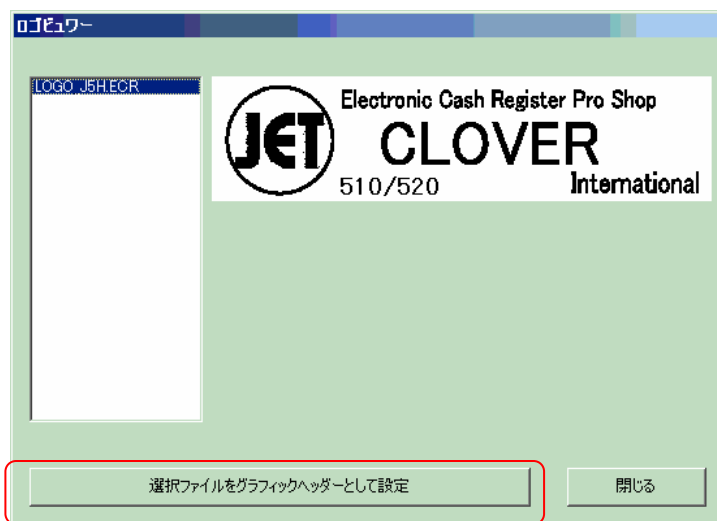 ロゴビュワー
LOGO_J5H.ECR
JET
Electronic Cash Register Pro Shop
CLOVER
510/520 International
選択ファイルをグラフィックヘッダーとして設定
閉じる